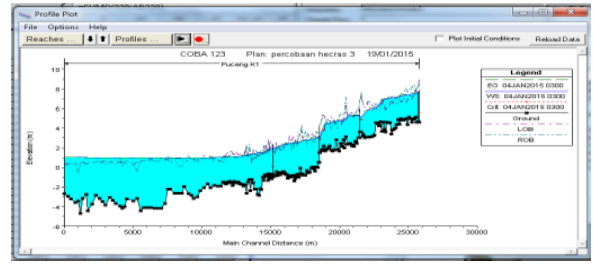 Profile Plot
File Options Help
Reaches ... Profiles ... Plot Initial Conditions Reload Data
COBA 123 Plan: percobaan hecras 3 19/01/2015
Pucang K1
Legend
EG 04JAN2015 0300
WS 04JAN2015 0300
Crit 04JAN2015 0300
Ground
LOB
ROB
Elevation (m)
10
8
6
4
2
0
-2
-4
-6
0 5000 10000 15000 20000 25000 30000
Main Channel Distance (m)